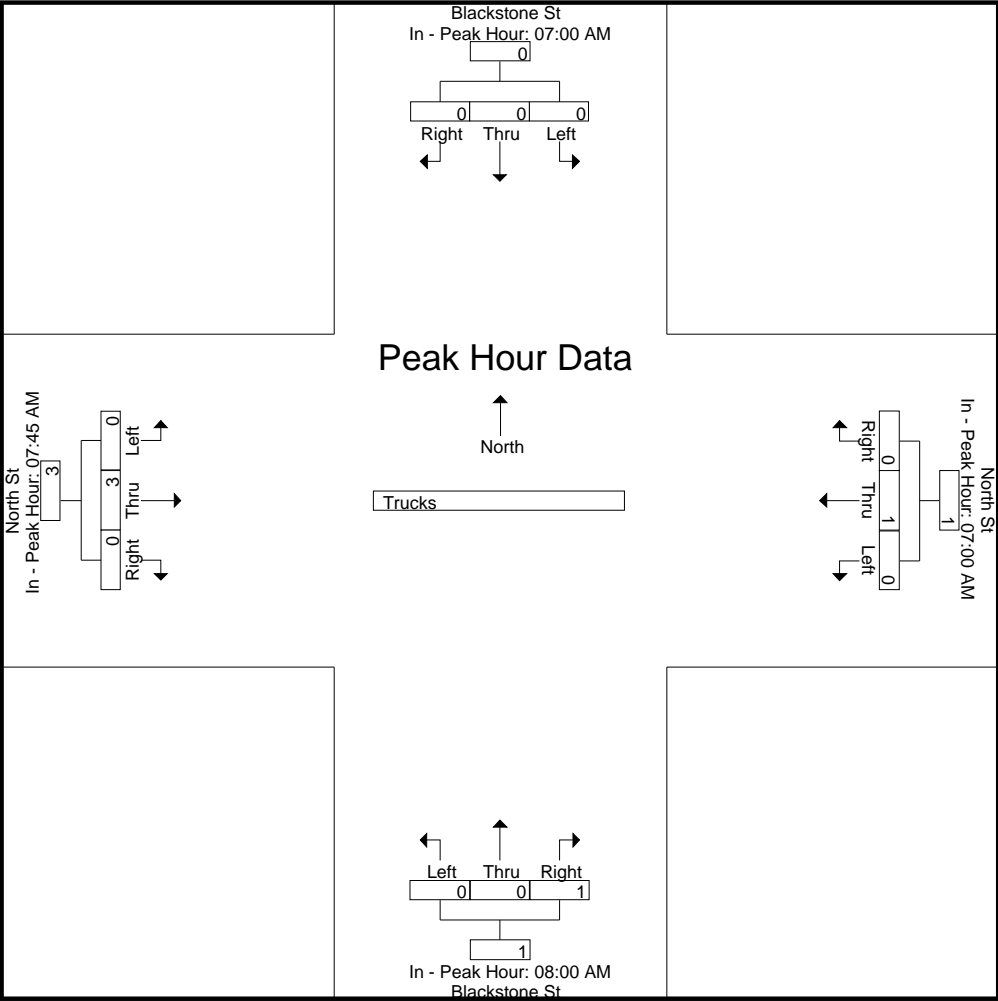 Blackstone St
In - Peak Hour: 07:00 AM
0
0 0 0
Right Thru Left
Peak Hour Data
North
Trucks
North St
In - Peak Hour: 07:45 AM
3
0 3 0
Left Thru Right
North St
In - Peak Hour: 07:00 AM
1
0 1 0
Right Thru Left
Left Thru Right
0 0 1
1
In - Peak Hour: 08:00 AM
Blackstone St